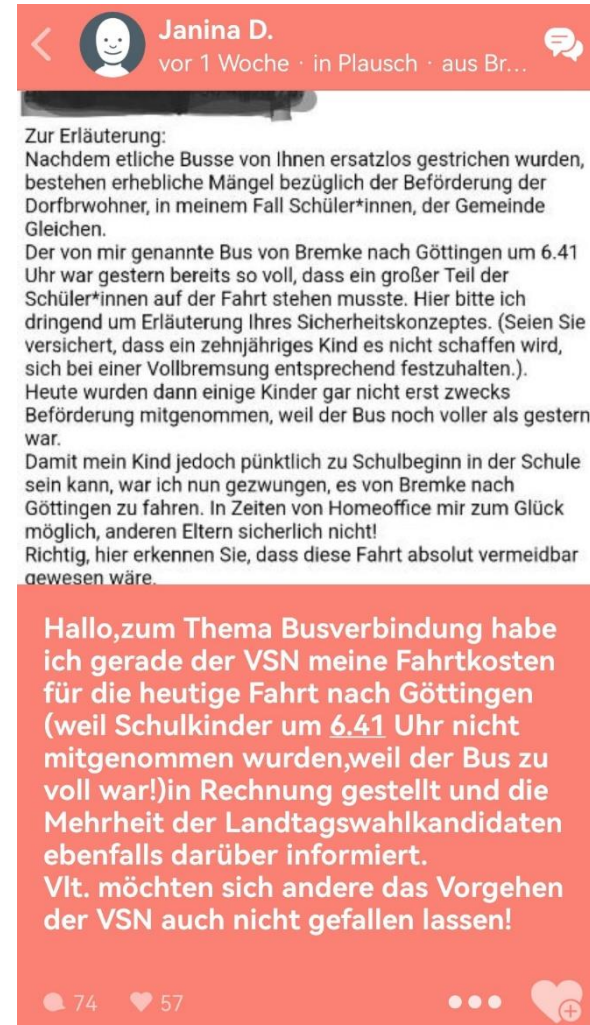 Janina D.
vor 1 Woche · in Plausch · aus Br...
Zur Erläuterung:
Nachdem etliche Busse von Ihnen ersatzlos gestrichen wurden,
bestehen erhebliche Mängel bezüglich der Beförderung der
Dorfbrwohner, in meinem Fall Schüler*innen, der Gemeinde
Gleichen.
Der von mir genannte Bus von Bremke nach Göttingen um 6.41
Uhr war gestern bereits so voll, dass ein großer Teil der
Schüler*innen auf der Fahrt stehen musste. Hier bitte ich
dringend um Erläuterung Ihres Sicherheitskonzeptes. (Seien Sie
versichert, dass ein zehnjähriges Kind es nicht schaffen wird,
sich bei einer Vollbremsung entsprechend festzuhalten.).
Heute wurden dann einige Kinder gar nicht erst zwecks
Beförderung mitgenommen, weil der Bus noch voller als gestern
war.
Damit mein Kind jedoch pünktlich zu Schulbeginn in der Schule
sein kann, war ich nun gezwungen, es von Bremke nach
Göttingen zu fahren. In Zeiten von Homeoffice mir zum Glück
möglich, anderen Eltern sicherlich nicht!
Richtig, hier erkennen Sie, dass diese Fahrt absolut vermeidbar
gewesen wäre.
Hallo,zum Thema Busverbindung habe
ich gerade der VSN meine Fahrtkosten
für die heutige Fahrt nach Göttingen
(weil Schulkinder um 6.41 Uhr nicht
mitgenommen wurden,weil der Bus zu
voll war!)in Rechnung gestellt und die
Mehrheit der Landtagswahlkandidaten
ebenfalls darüber informiert.
Vlt. möchten sich andere das Vorgehen
der VSN auch nicht gefallen lassen!
74 57